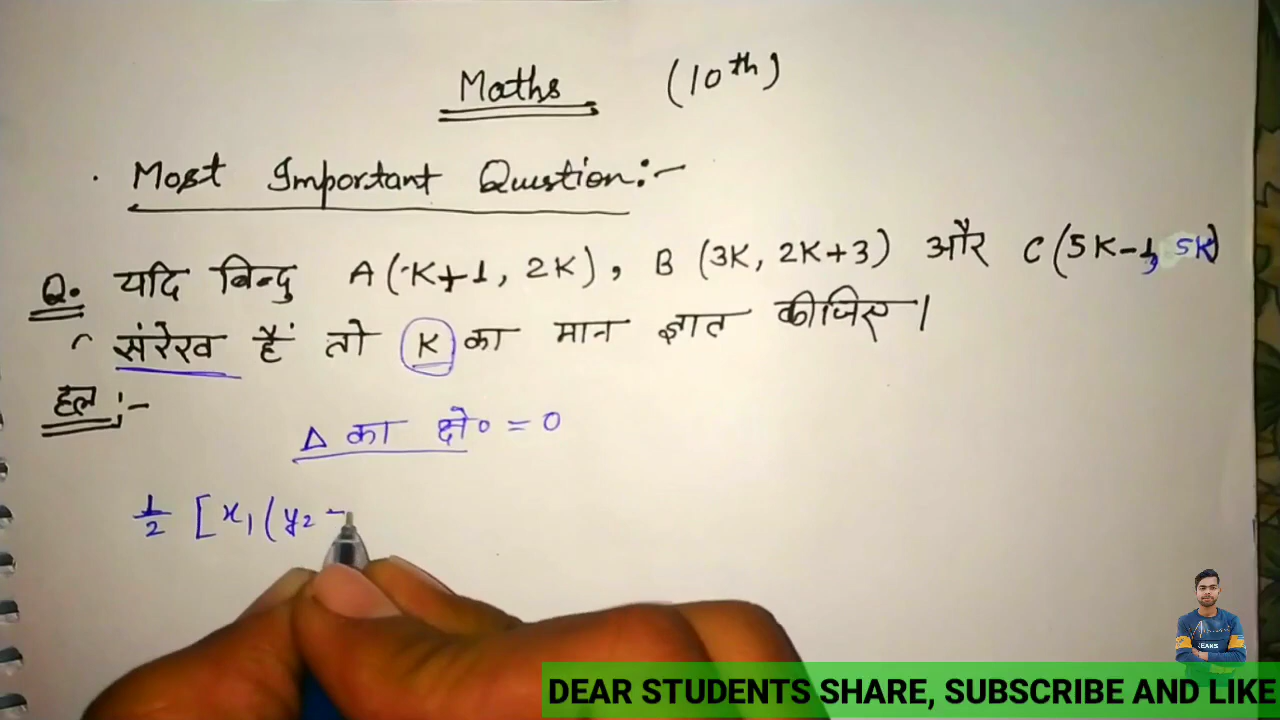 Maths (10th)
Most Important Question:-
Q. यदि बिन्दु A(K+1, 2K), B (3K, 2K+3) और C(5K-1, 5K)
संरेख हैं तो K का मान ज्ञात कीजिए।
हल:-
Δ का क्षे० = 0
1/2 [x₁(y₂ -
DEAR STUDENTS SHARE, SUBSCRIBE AND LIKE